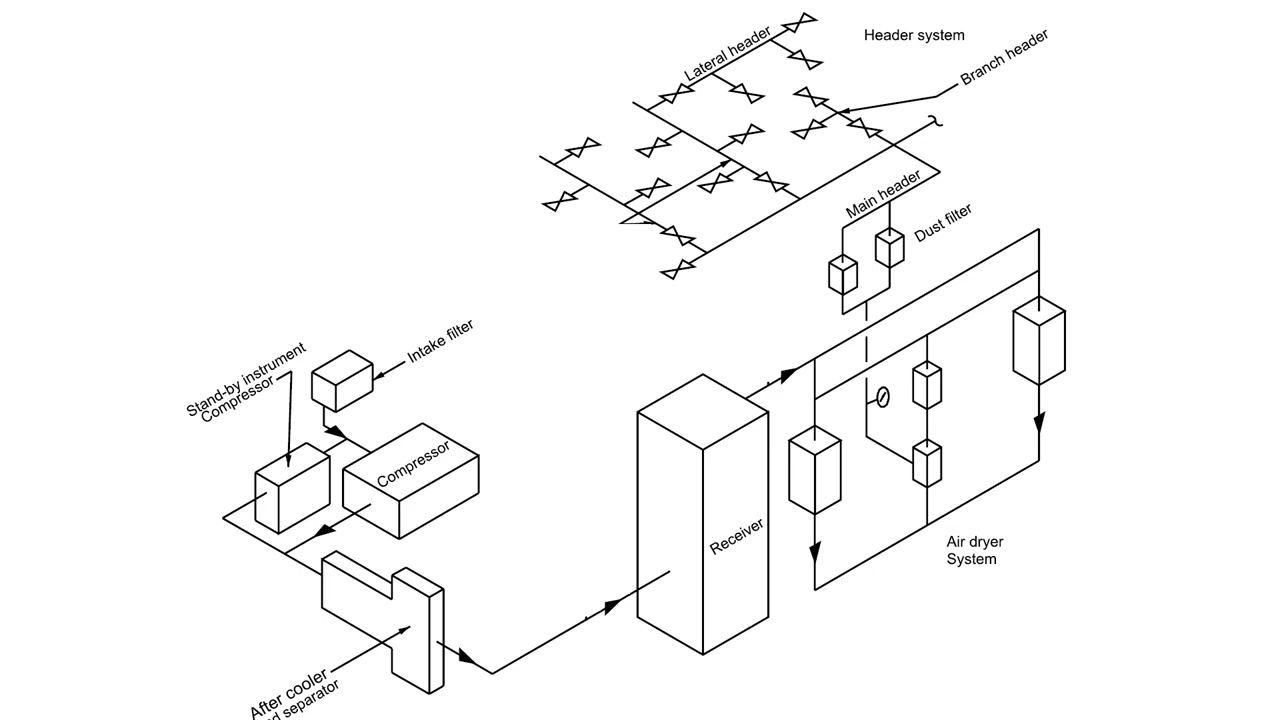 Header system
Lateral header
Branch header
Main header
Dust filter
Intake filter
Stand-by instrument
Compressor
Compressor
Receiver
Air dryer
System
After cooler
separator